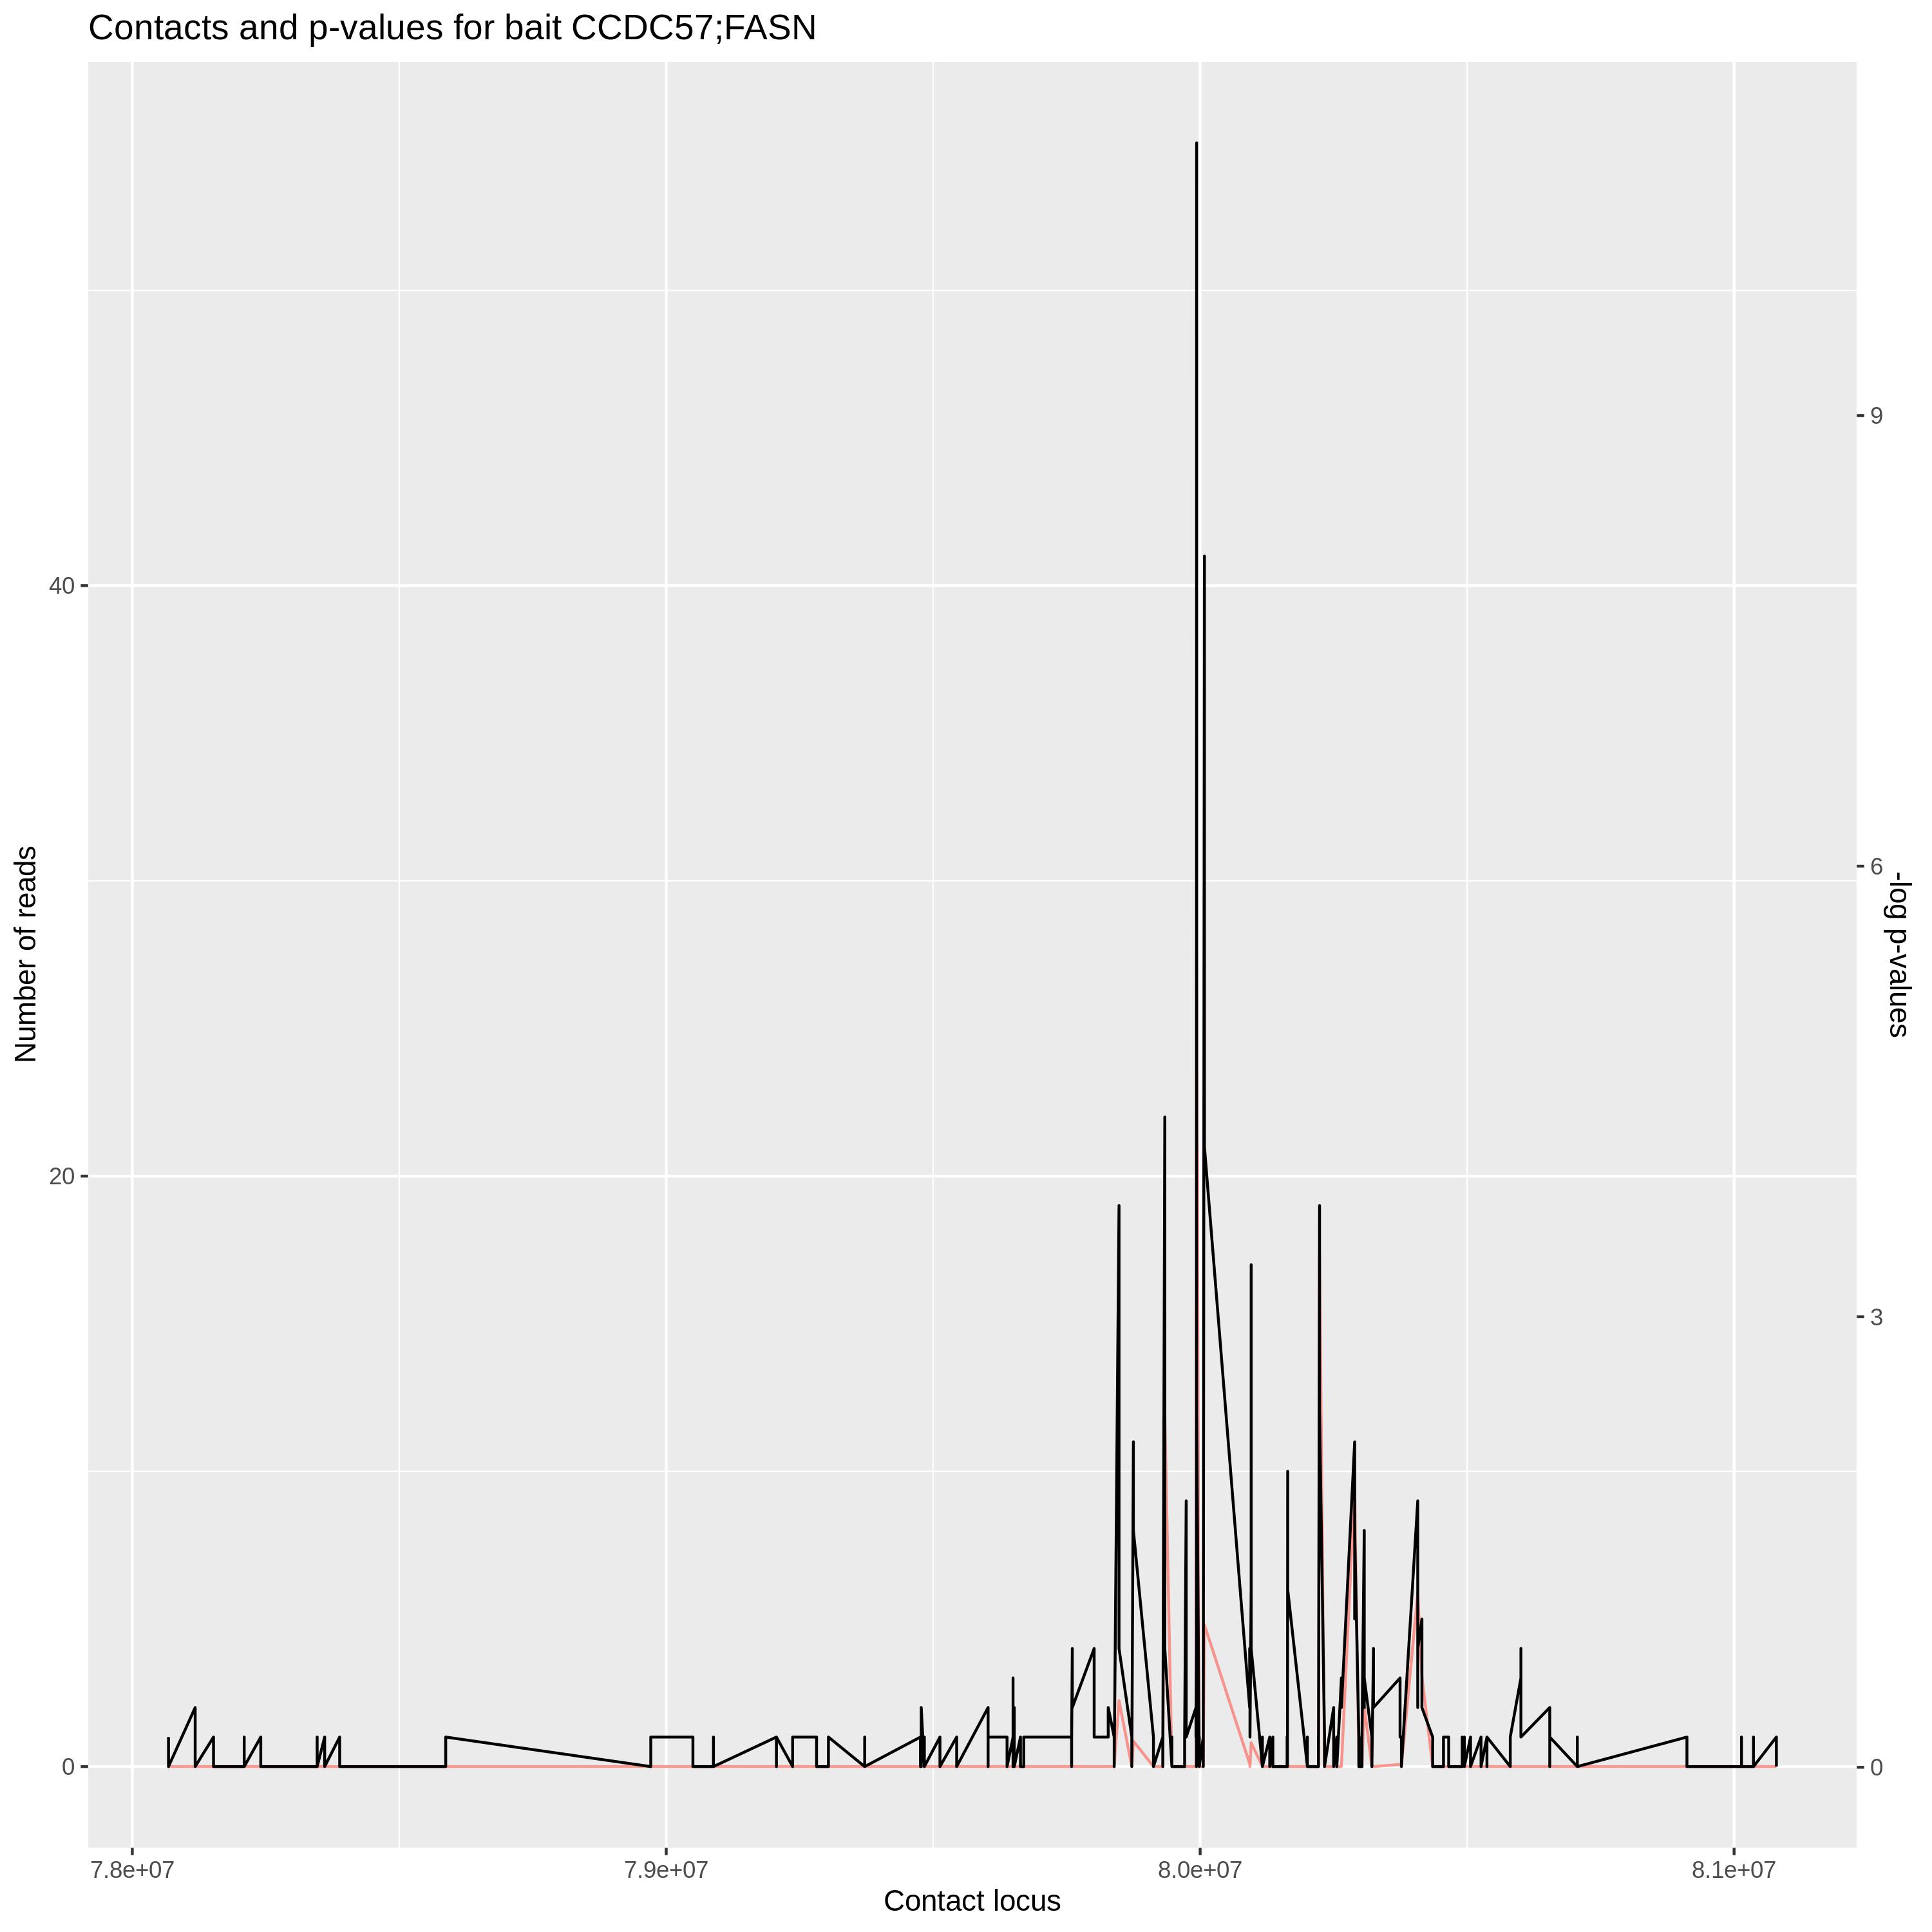 Contacts and p-values for bait CCDC57;FASN
Number of reads
40
20
0
9
6
3
0
-log p-values
7.8e+07
7.9e+07
8.0e+07
8.1e+07
Contact locus